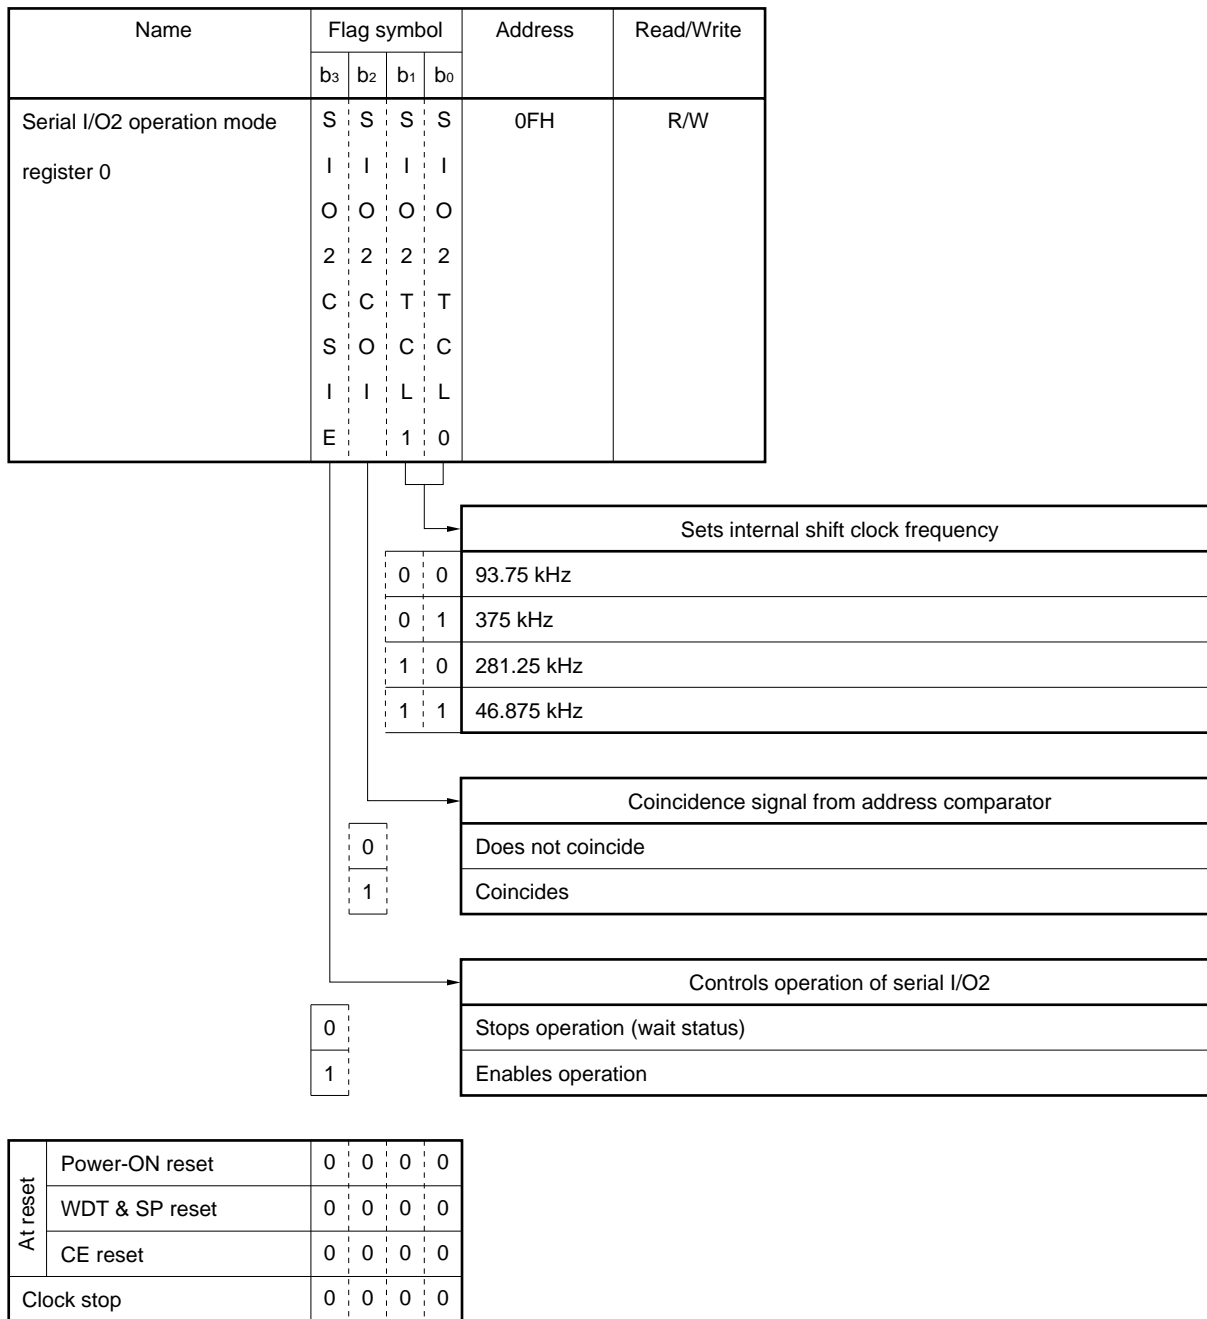 Name Flag symbol Address Read/Write
b3 b2 b1 b0
Serial I/O2 operation mode S S S S 0FH R/W
register 0 I I I I
O O O O
2 2 2 2
C C T T
S O C C
I I L L
E 1 0
Sets internal shift clock frequency
0 0 93.75 kHz
0 1 375 kHz
1 0 281.25 kHz
1 1 46.875 kHz
Coincidence signal from address comparator
0 Does not coincide
1 Coincides
Controls operation of serial I/O2
0 Stops operation (wait status)
1 Enables operation
At reset
Power-ON reset 0 0 0 0
WDT & SP reset 0 0 0 0
CE reset 0 0 0 0
Clock stop 0 0 0 0